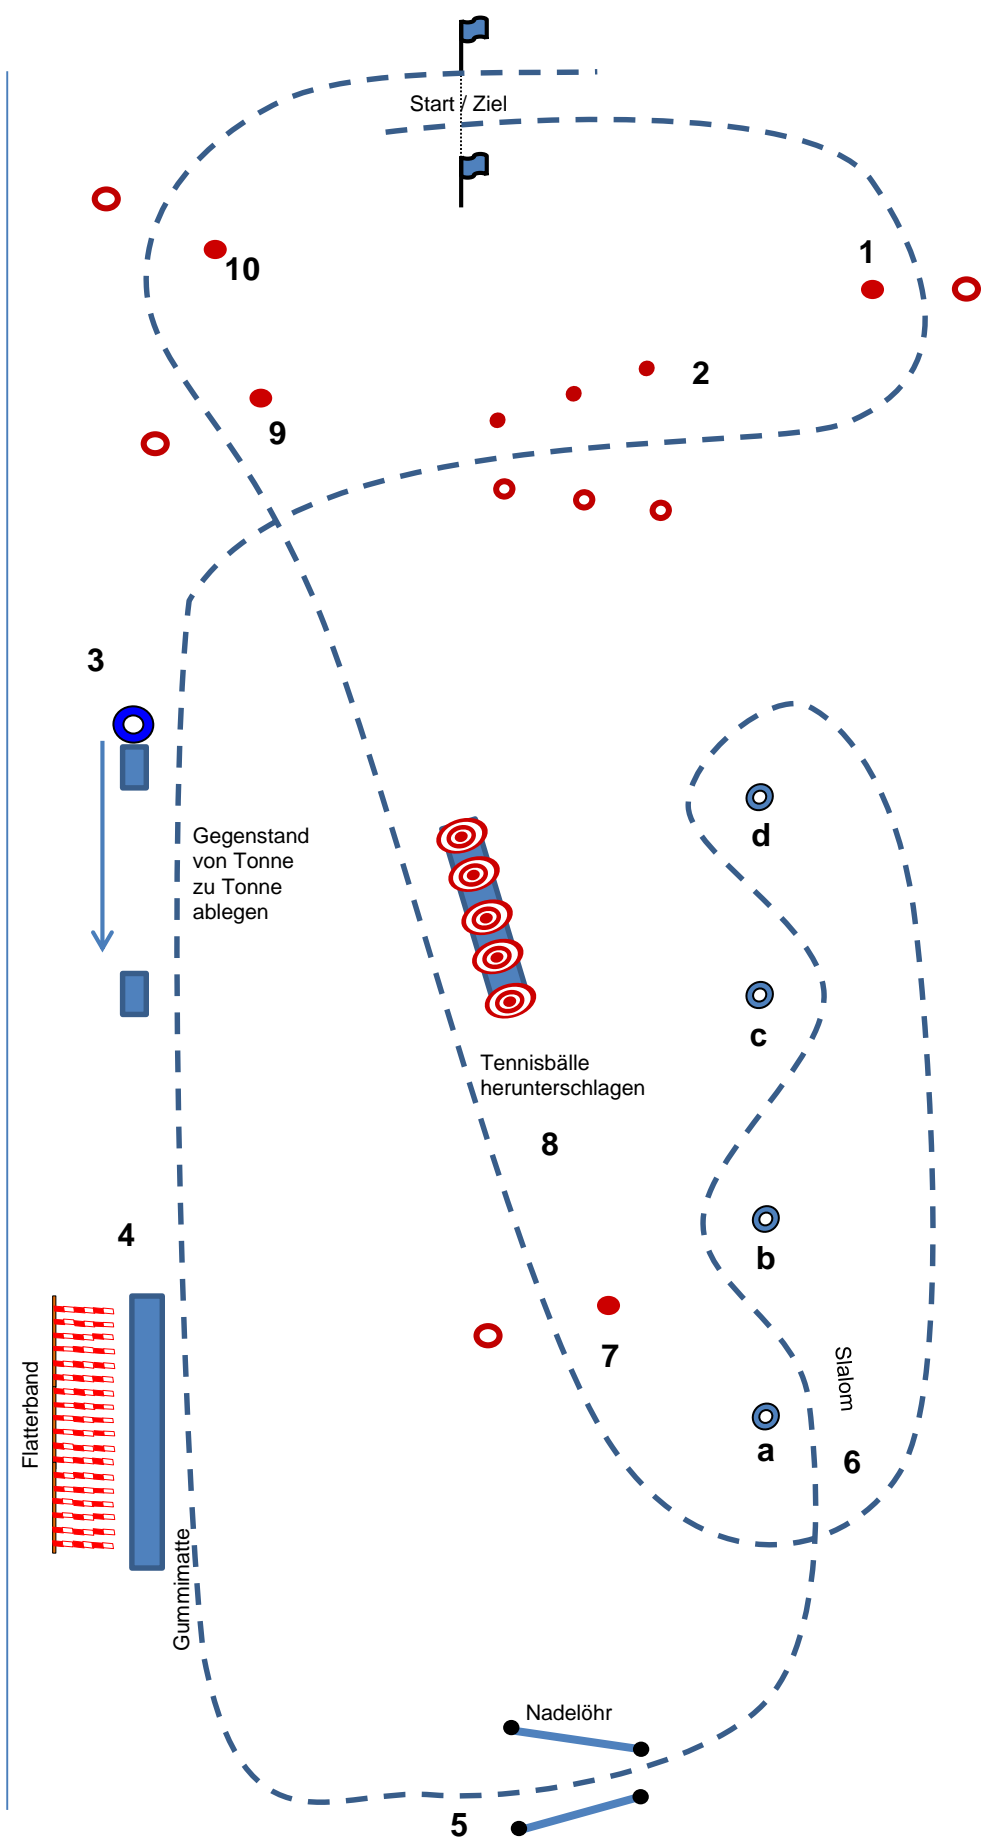 Start / Ziel
1
10
2
9
3
Gegenstand
von Tonne
zu Tonne
ablegen
d
c
Tennisbälle
herunterschlagen
8
4
b
7
Slalom
Flatterband
a
6
Gummimatte
Nadelöhr
5